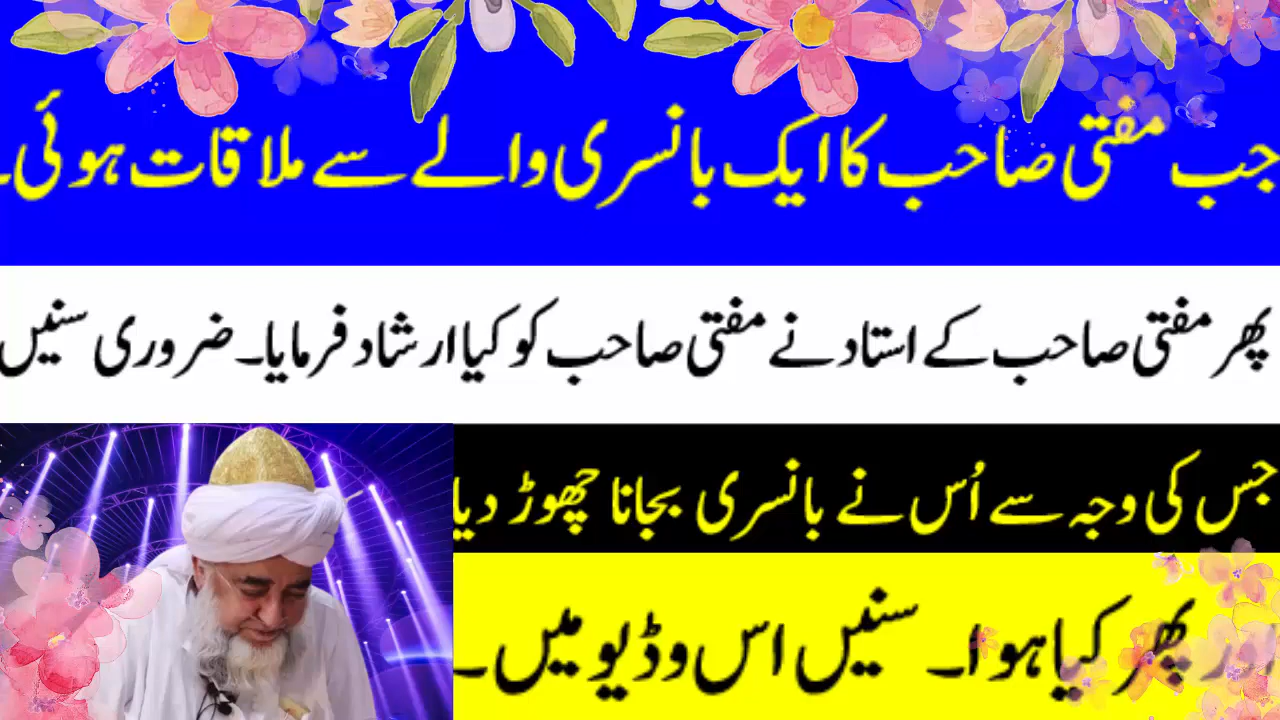 جب مفتی صاحب کا ایک بانسری والے سے ملاقات ہوئی۔
پھر مفتی صاحب کے استاد نے مفتی صاحب کو کیا ارشاد فرمایا۔ ضروری سنیں
جس کی وجہ سے اُس نے بانسری بجانا چھوڑ دیا
اور پھر کیا ہوا۔ سنیں اس وڈیو میں۔